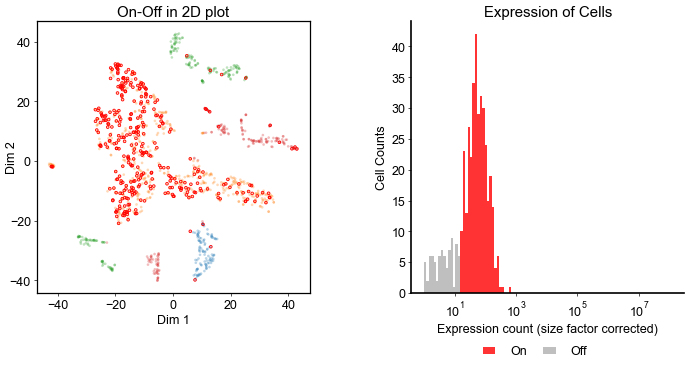 On-Off in 2D plot
40
20
0
−20
−40
Dim 2
−40 −20 0 20 40
Dim 1
Expression of Cells
40
35
30
25
20
15
10
5
0
Cell Counts
10^1 10^3 10^5 10^7
Expression count (size factor corrected)
On Off